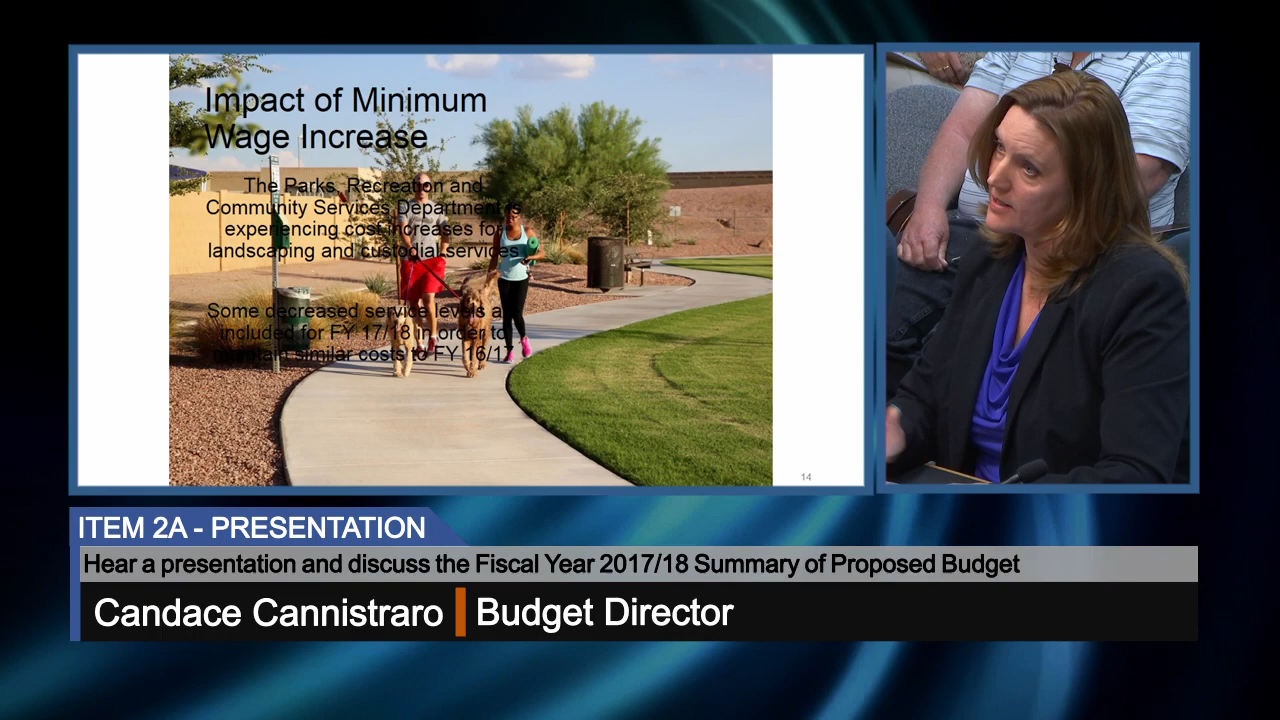 Impact of Minimum
Wage Increase
The Parks, Recreation and
Community Services Department is
experiencing cost increases for
landscaping and custodial services
Some decreased service levels a
included for FY 17/18 in order to
maintain similar costs to FY 16/17
14
ITEM 2A - PRESENTATION
Hear a presentation and discuss the Fiscal Year 2017/18 Summary of Proposed Budget
Candace Cannistraro
Budget Director